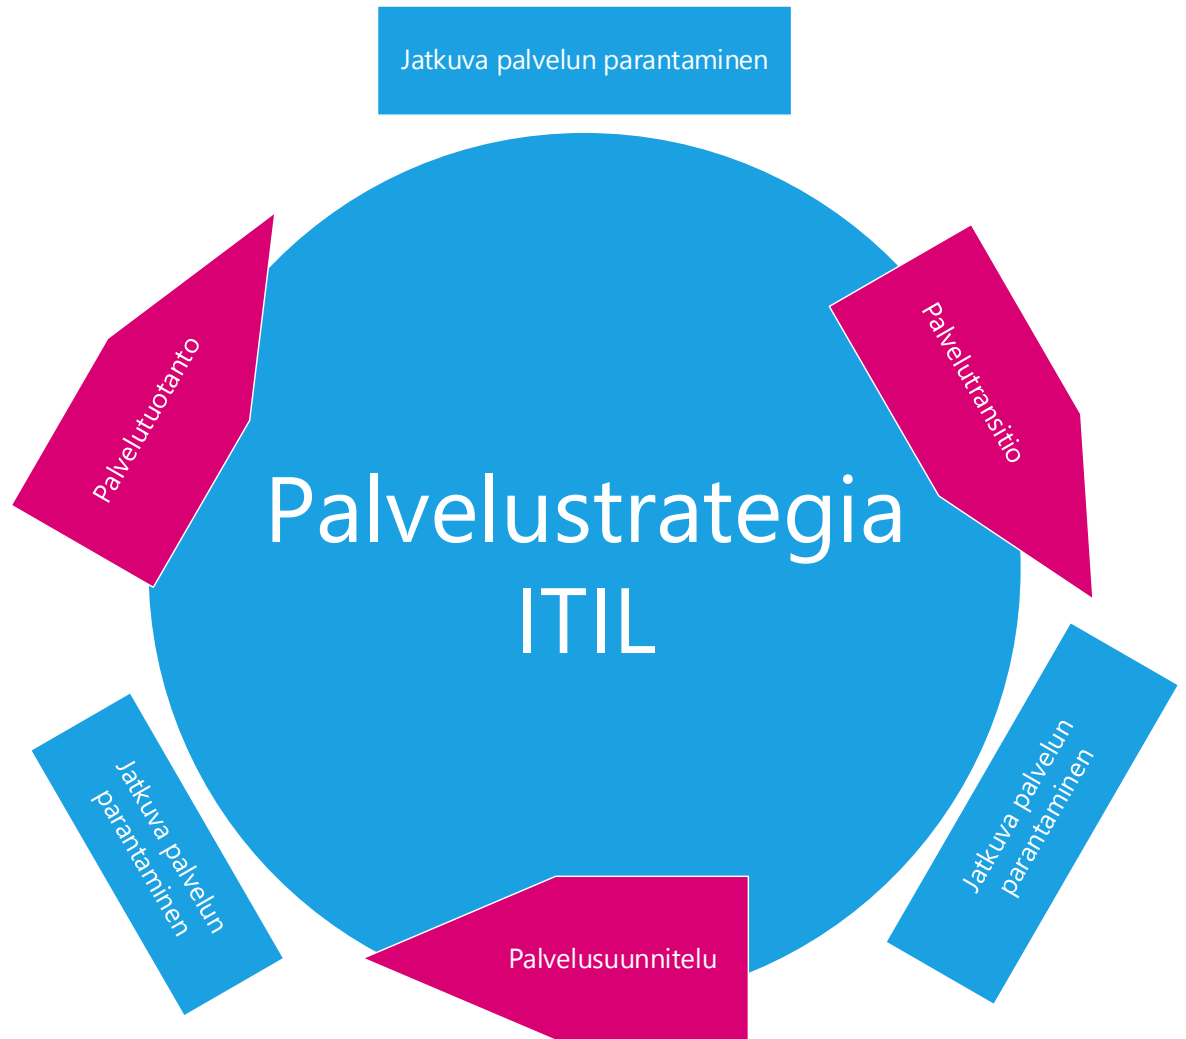 Jatkuva palvelun parantaminen
Palvelutuotanto
Palvelutransitio
Palvelustrategia
ITIL
Jatkuva palvelun
parantaminen
Jatkuva palvelun
parantaminen
Palvelusuunnitelu